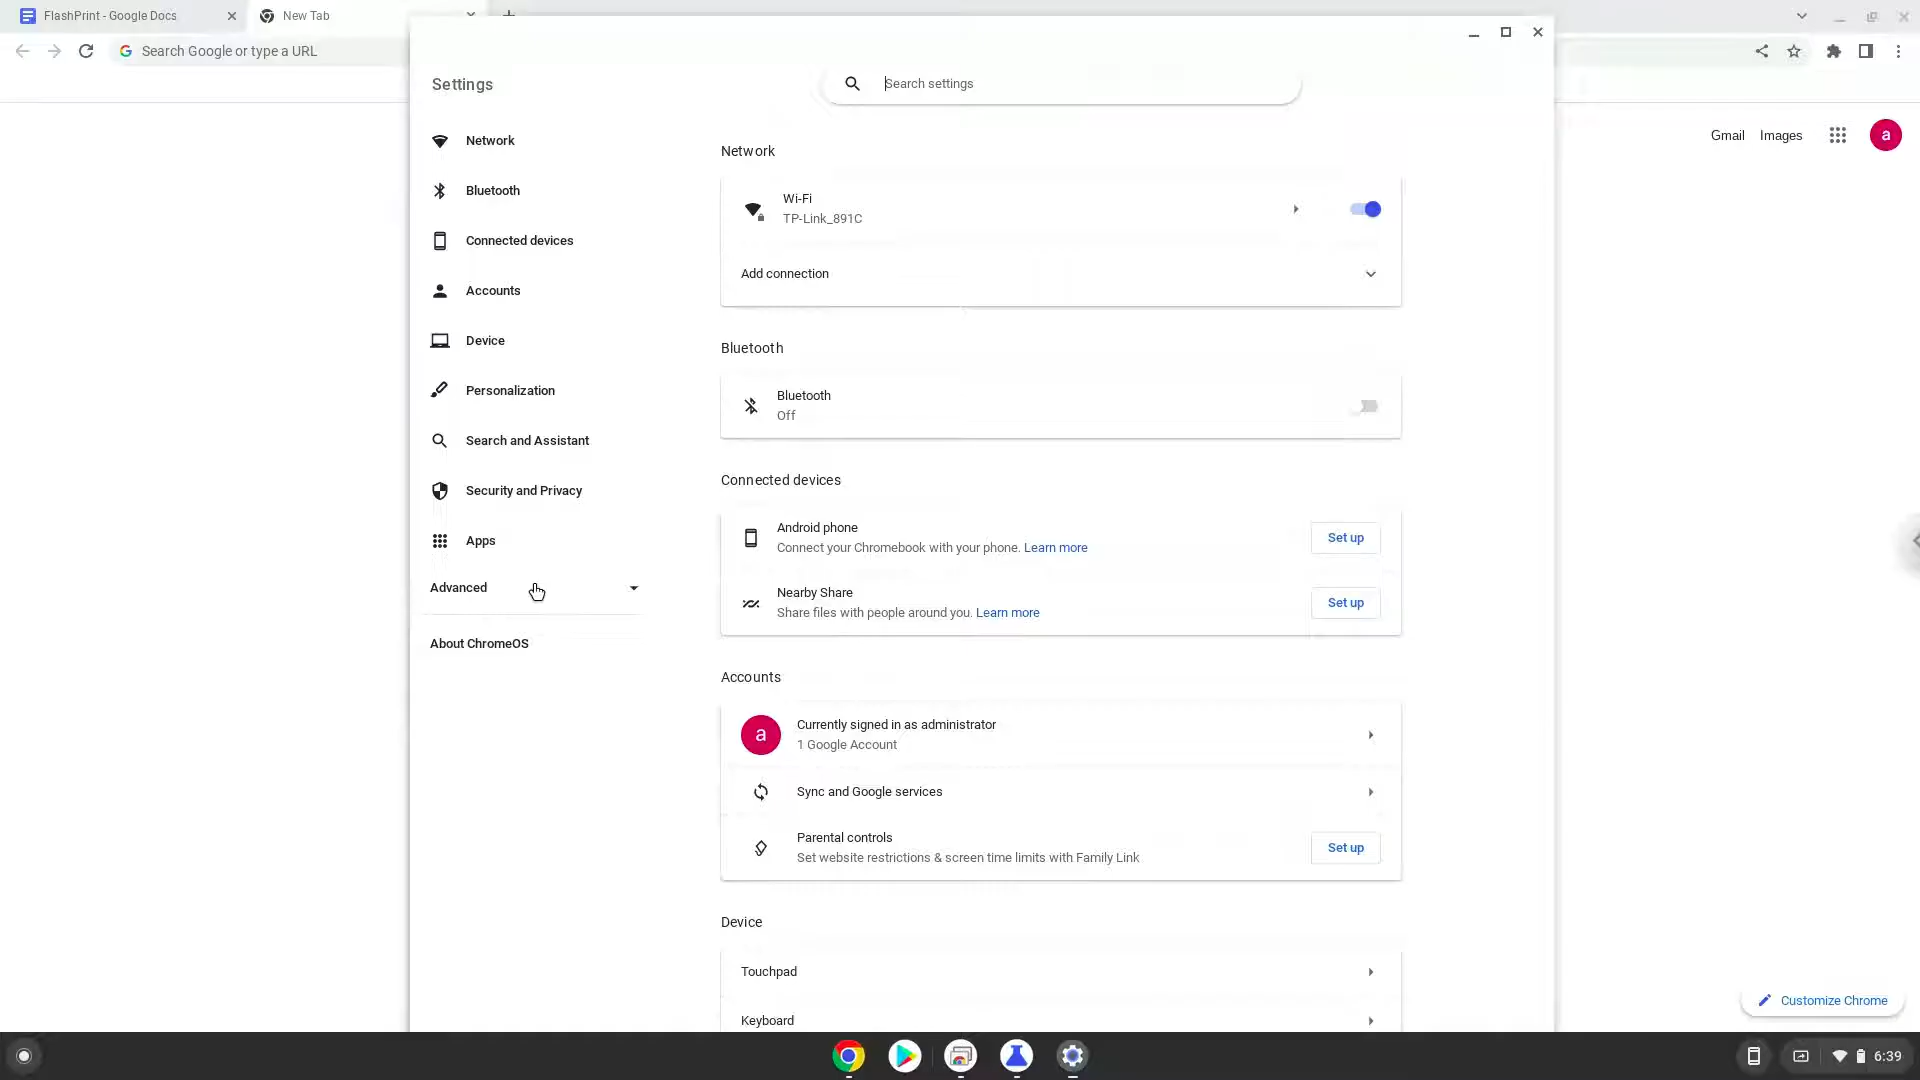 FlashPrint - Google Docs
New Tab
Search Google or type a URL
Gmail
Images
a
Settings
Search settings
Network
Bluetooth
Connected devices
Accounts
Device
Personalization
Search and Assistant
Security and Privacy
Apps
Advanced
About ChromeOS
Network
Wi-Fi
TP-Link_891C
Add connection
Bluetooth
Bluetooth
Off
Connected devices
Android phone
Connect your Chromebook with your phone. Learn more
Set up
Nearby Share
Share files with people around you. Learn more
Set up
Accounts
a
Currently signed in as administrator
1 Google Account
Sync and Google services
Parental controls
Set website restrictions & screen time limits with Family Link
Set up
Device
Touchpad
Keyboard
Customize Chrome
6:39